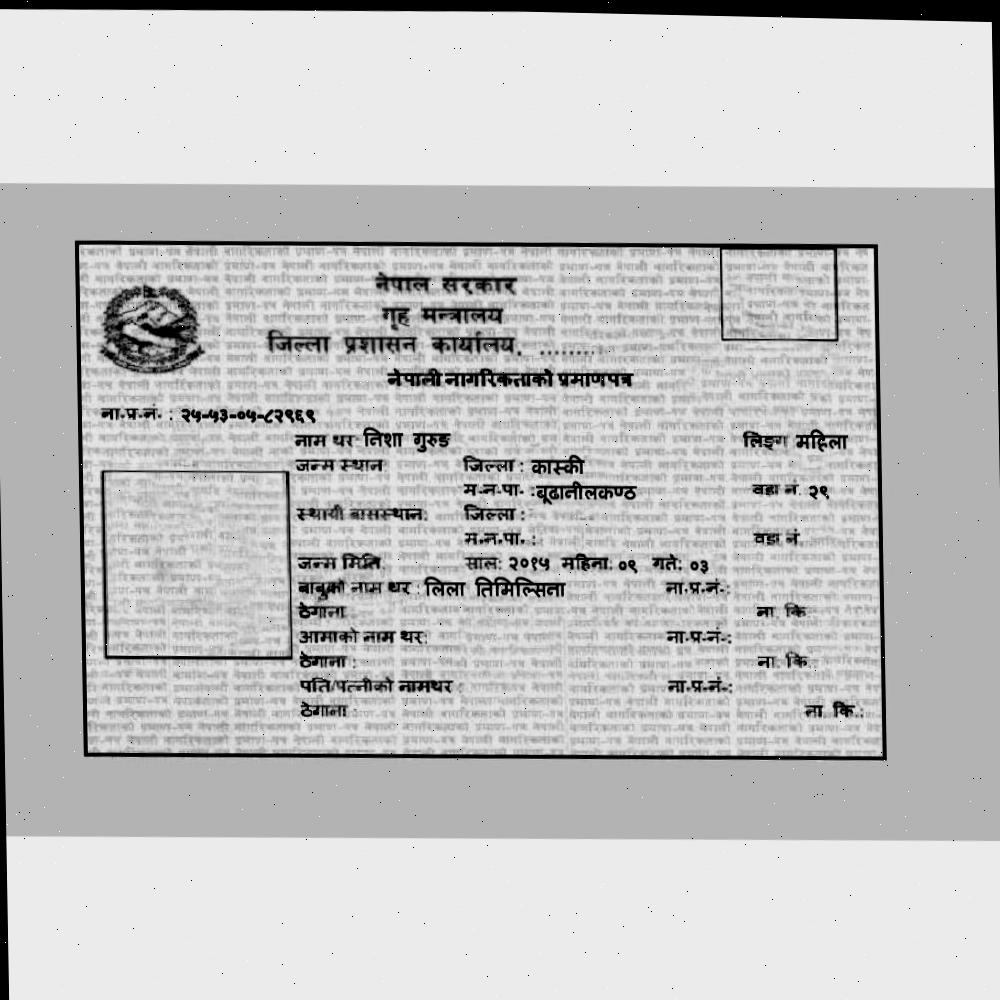 नेपाल सरकार
गृह मन्त्रालय
जिल्ला प्रशासन कार्यालय, ........
नेपाली नागरिकताको प्रमाणपत्र
ना.प्र.नं. : २५-५३-०५-८२९६९
नाम थर निशा गुरुङ लिङ्ग महिला
जन्म स्थान जिल्ला : कास्की
म.न.पा. : बूढानीलकण्ठ वडा नं. २९
स्थायी बासस्थान: जिल्ला :
म.न.पा. : वडा नं.
जन्म मिति साल: २०१५ महिना: ०९ गते: ०३
बाबुको नाम थर : लिला तिमिल्सिना ना.प्र.नं.:
ठेगाना : ना. कि.
आमाको नाम थर: ना.प्र.नं.:
ठेगाना : ना. कि.
पति/पत्नीको नामथर : ना.प्र.नं.:
ठेगाना : ना. कि.: